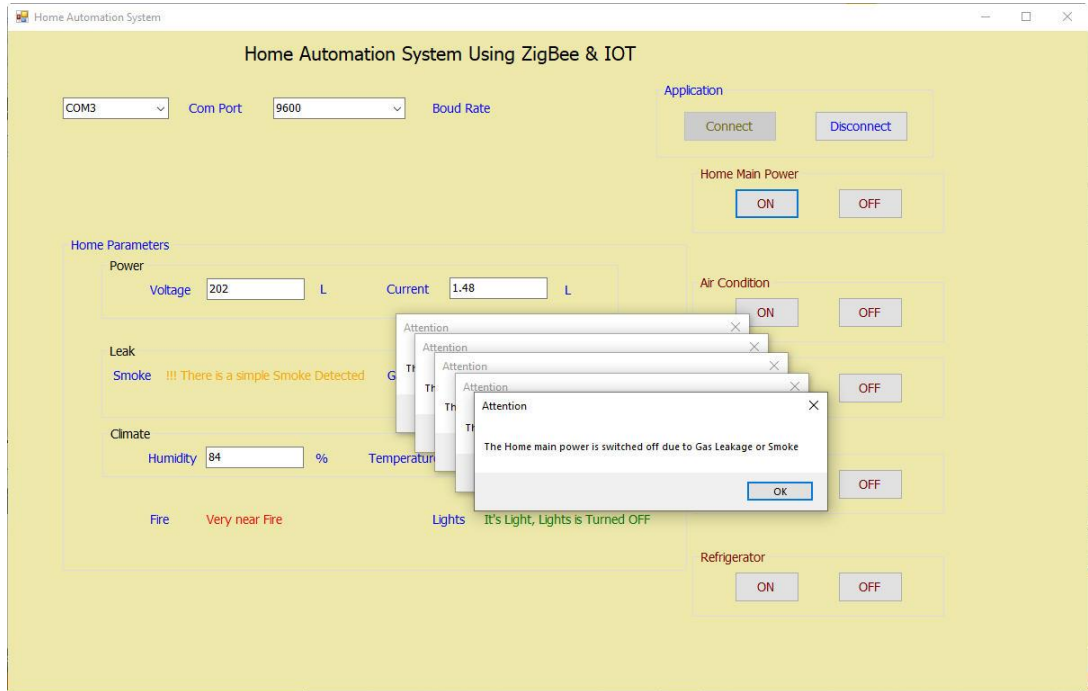 Home Automation System
Home Automation System Using ZigBee & IOT
COM3 Com Port 9600 Boud Rate
Application
Connect Disconnect
Home Main Power
ON OFF
Home Parameters
Power
Voltage 202 L Current 1.48 L
Air Condition
ON OFF
Leak
Smoke !!! There is a simple Smoke Detected
OFF
Climate
Humidity 84 % Temperature
OFF
Fire Very near Fire Lights It's Light, Lights is Turned OFF
Refrigerator
ON OFF
Attention
Attention
Attention
Attention
Attention
The Home main power is switched off due to Gas Leakage or Smoke
OK